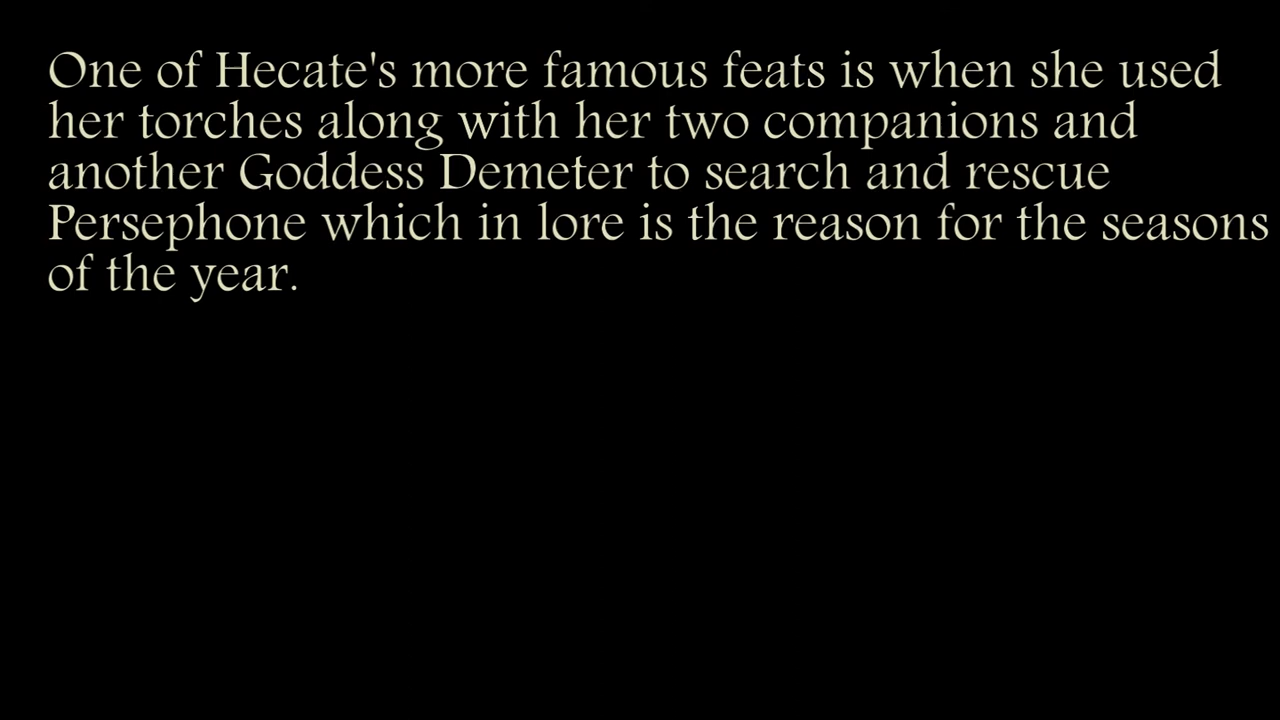 One of Hecate's more famous feats is when she used
her torches along with her two companions and
another Goddess Demeter to search and rescue
Persephone which in lore is the reason for the seasons
of the year.